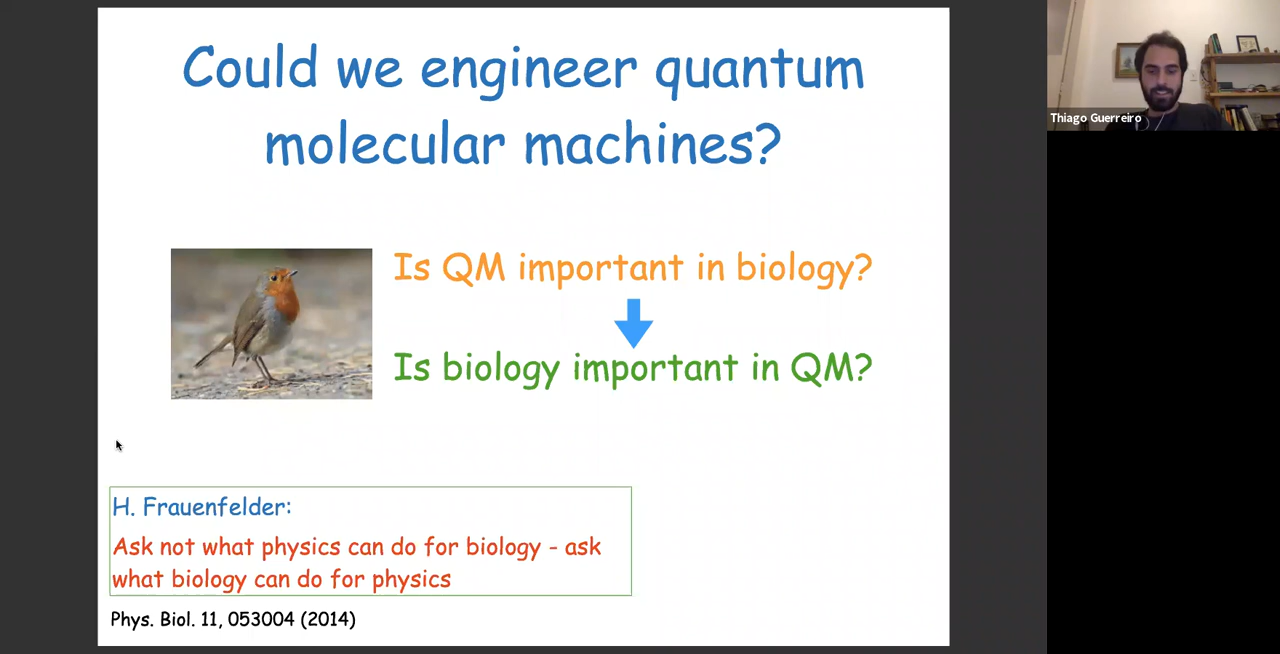 Could we engineer quantum
molecular machines?
Is QM important in biology?
Is biology important in QM?
H. Frauenfelder:
Ask not what physics can do for biology - ask
what biology can do for physics
Phys. Biol. 11, 053004 (2014)
Thiago Guerreiro